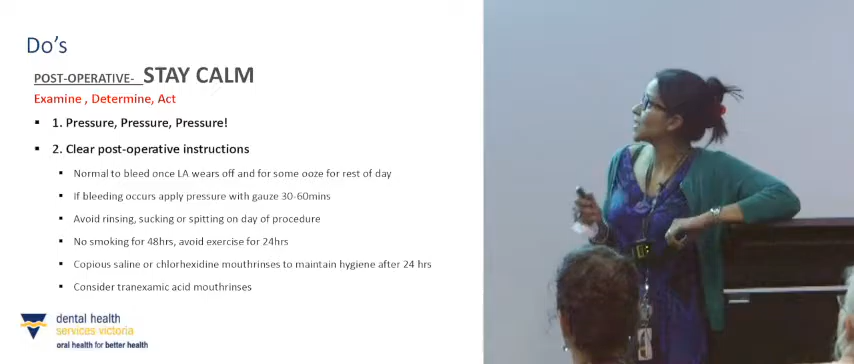 Do's
POST-OPERATIVE- STAY CALM
Examine , Determine, Act
1. Pressure, Pressure, Pressure!
2. Clear post-operative instructions
Normal to bleed once LA wears off and for some ooze for rest of day
If bleeding occurs apply pressure with gauze 30-60mins
Avoid rinsing, sucking or spitting on day of procedure
No smoking for 48hrs, avoid exercise for 24hrs
Copious saline or chlorhexidine mouthrinses to maintain hygiene after 24 hrs
Consider tranexamic acid mouthrinses
dental health
services victoria
oral health for better health